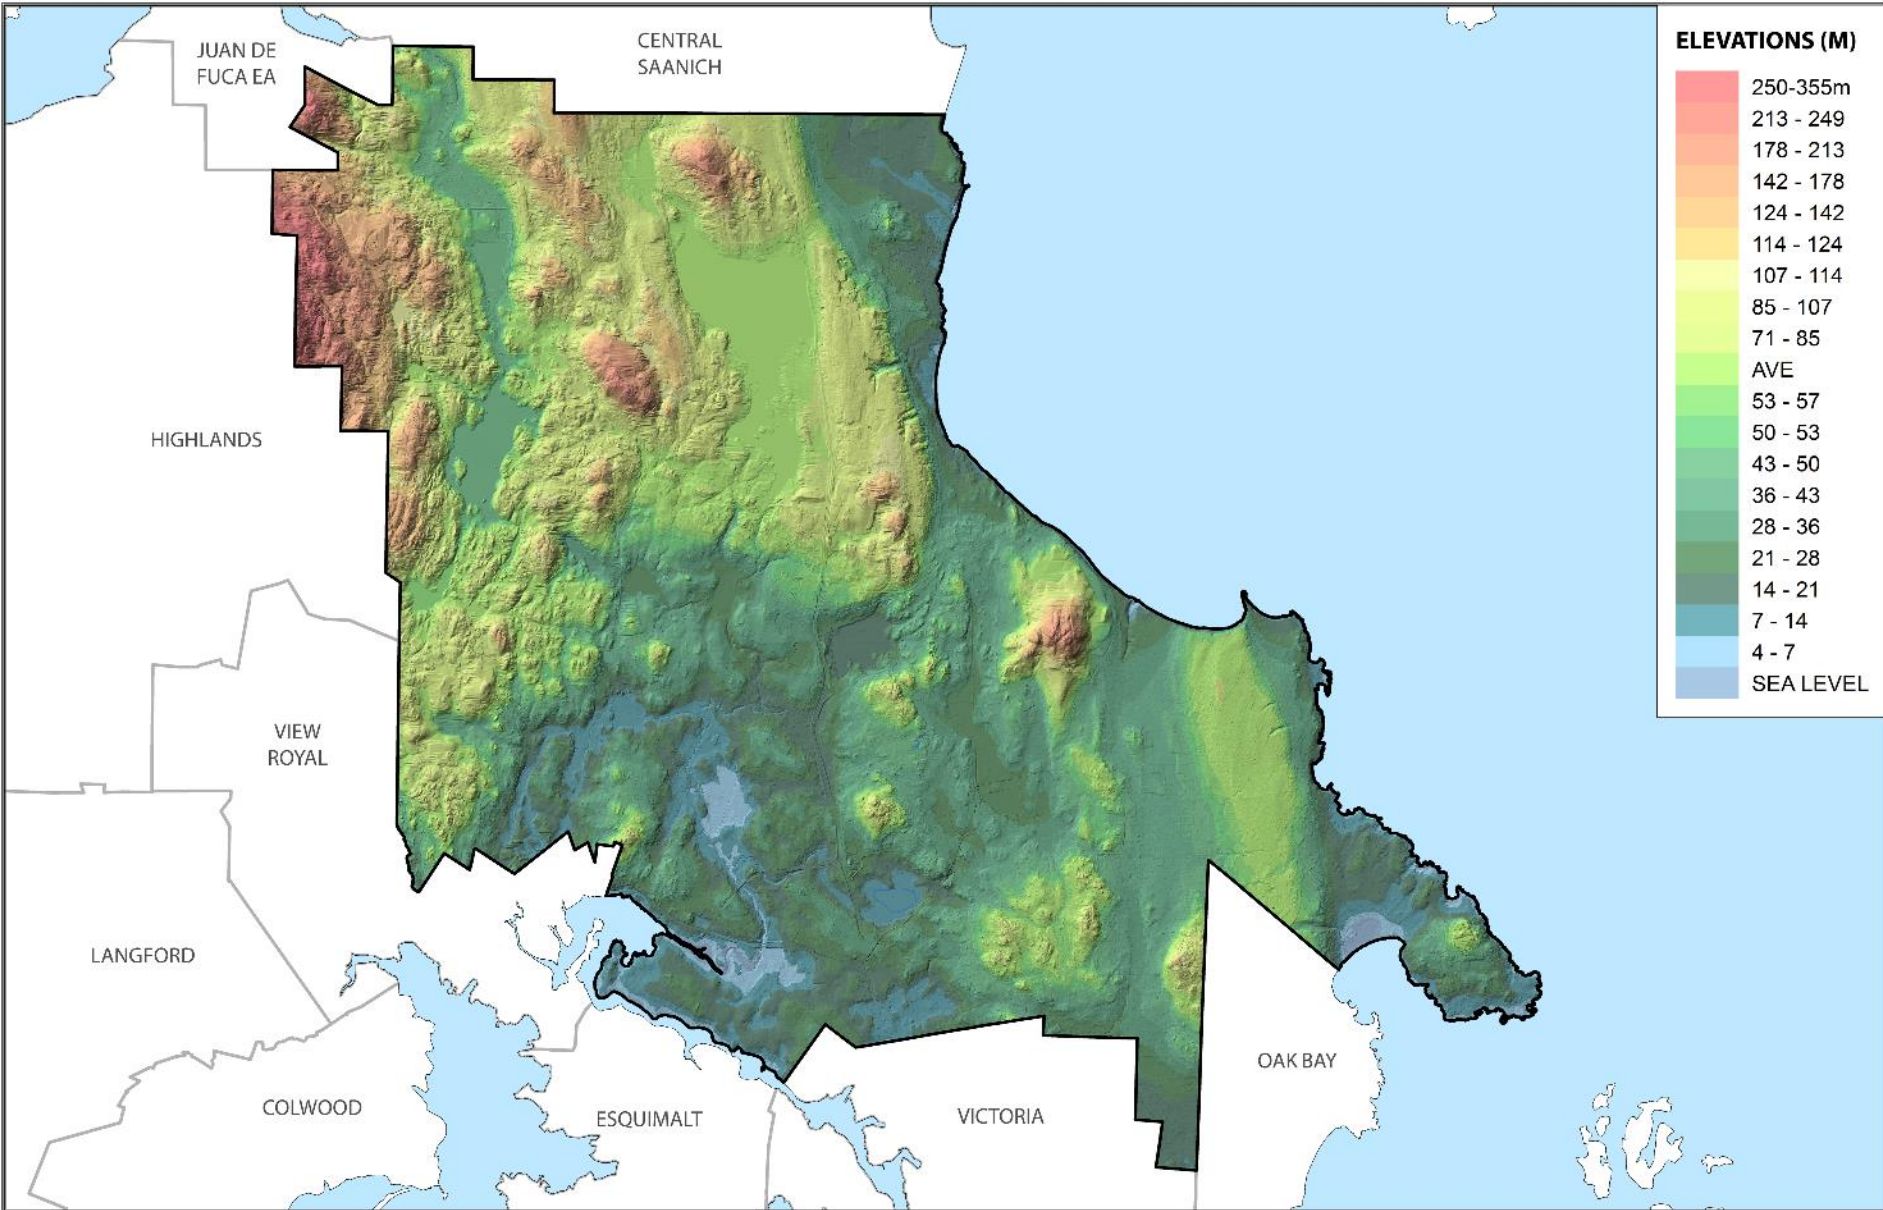 JUAN DE
FUCA EA
CENTRAL
SAANICH
HIGHLANDS
VIEW
ROYAL
LANGFORD
COLWOOD
ESQUIMALT
VICTORIA
OAK BAY
ELEVATIONS (M)
250-355m
213 - 249
178 - 213
142 - 178
124 - 142
114 - 124
107 - 114
85 - 107
71 - 85
AVE
53 - 57
50 - 53
43 - 50
36 - 43
28 - 36
21 - 28
14 - 21
7 - 14
4 - 7
SEA LEVEL